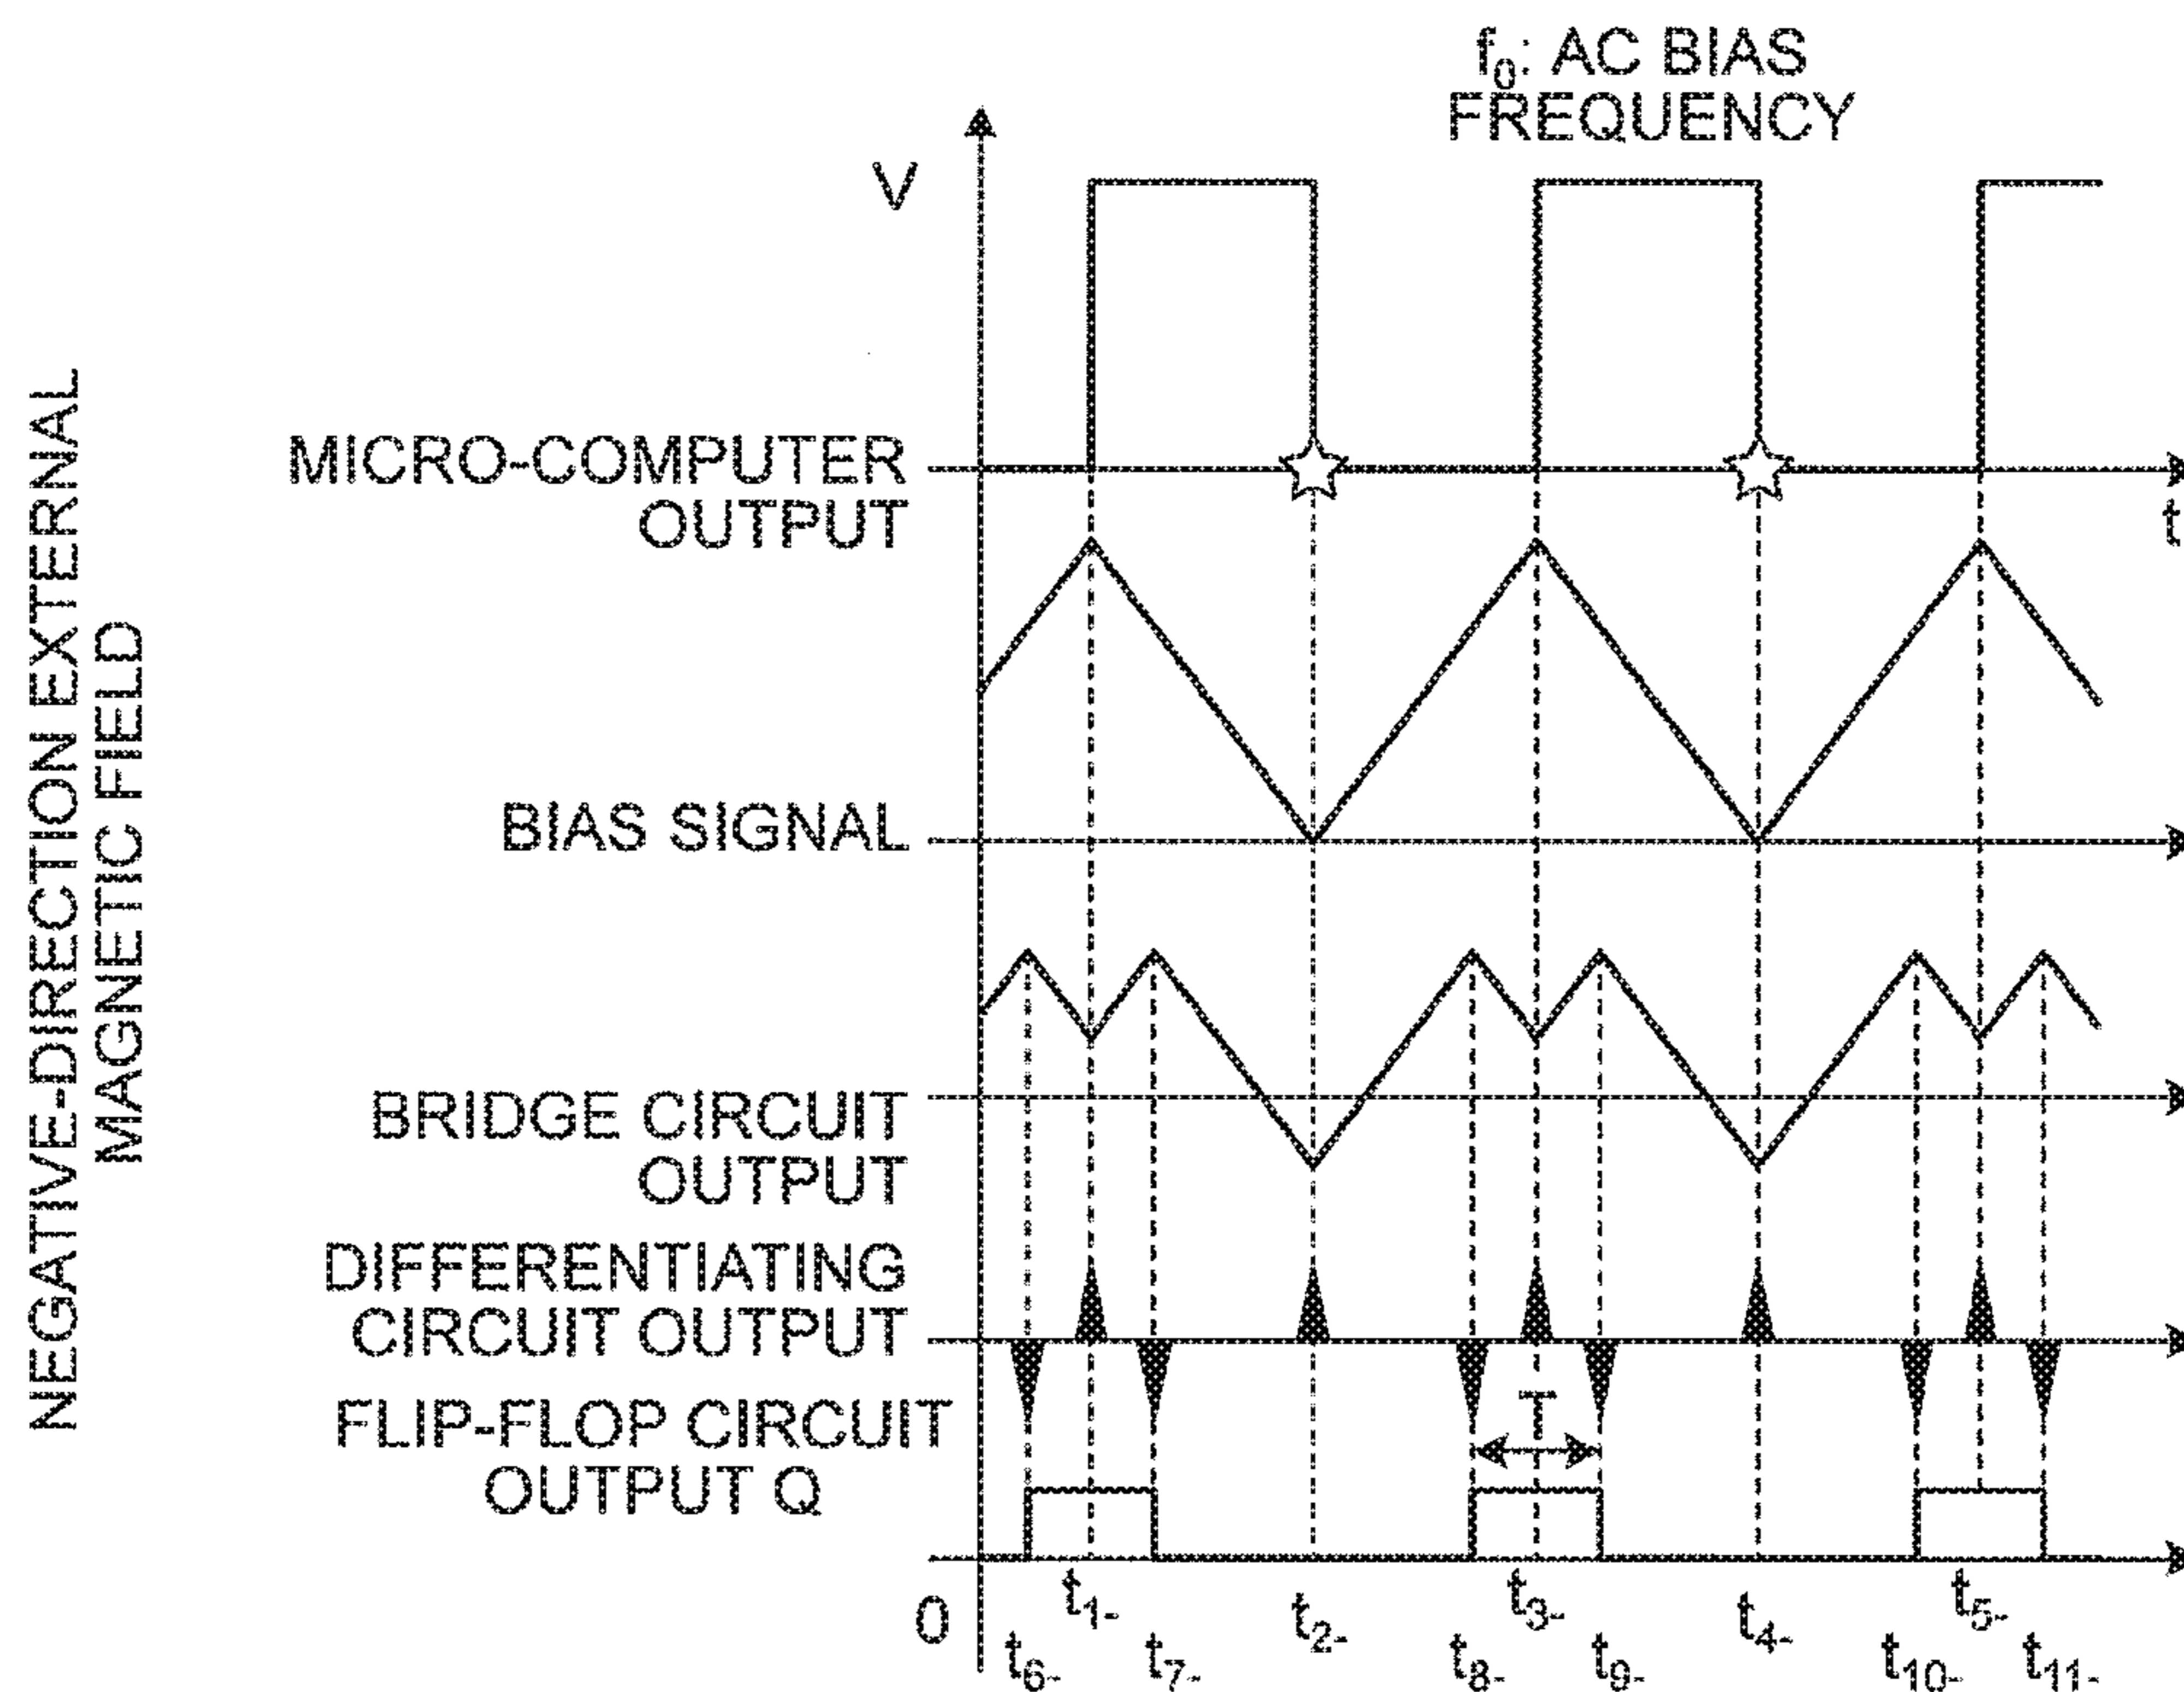 f0: AC BIAS
FREQUENCY
V
MICRO-COMPUTER
OUTPUT
t
BIAS SIGNAL
NEGATIVE-DIRECTION EXTERNAL
MAGNETIC FIELD
BRIDGE CIRCUIT
OUTPUT
DIFFERENTIATING
CIRCUIT OUTPUT
T
FLIP-FLOP CIRCUIT
OUTPUT Q
0
t1- t2- t3- t4- t5-
t6- t7- t8- t9- t10- t11-